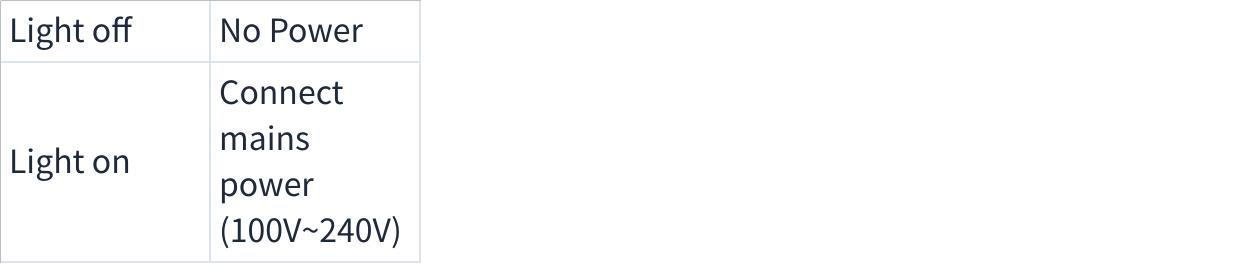 Light off
No Power
Light on
Connect
mains
power
(100V~240V)